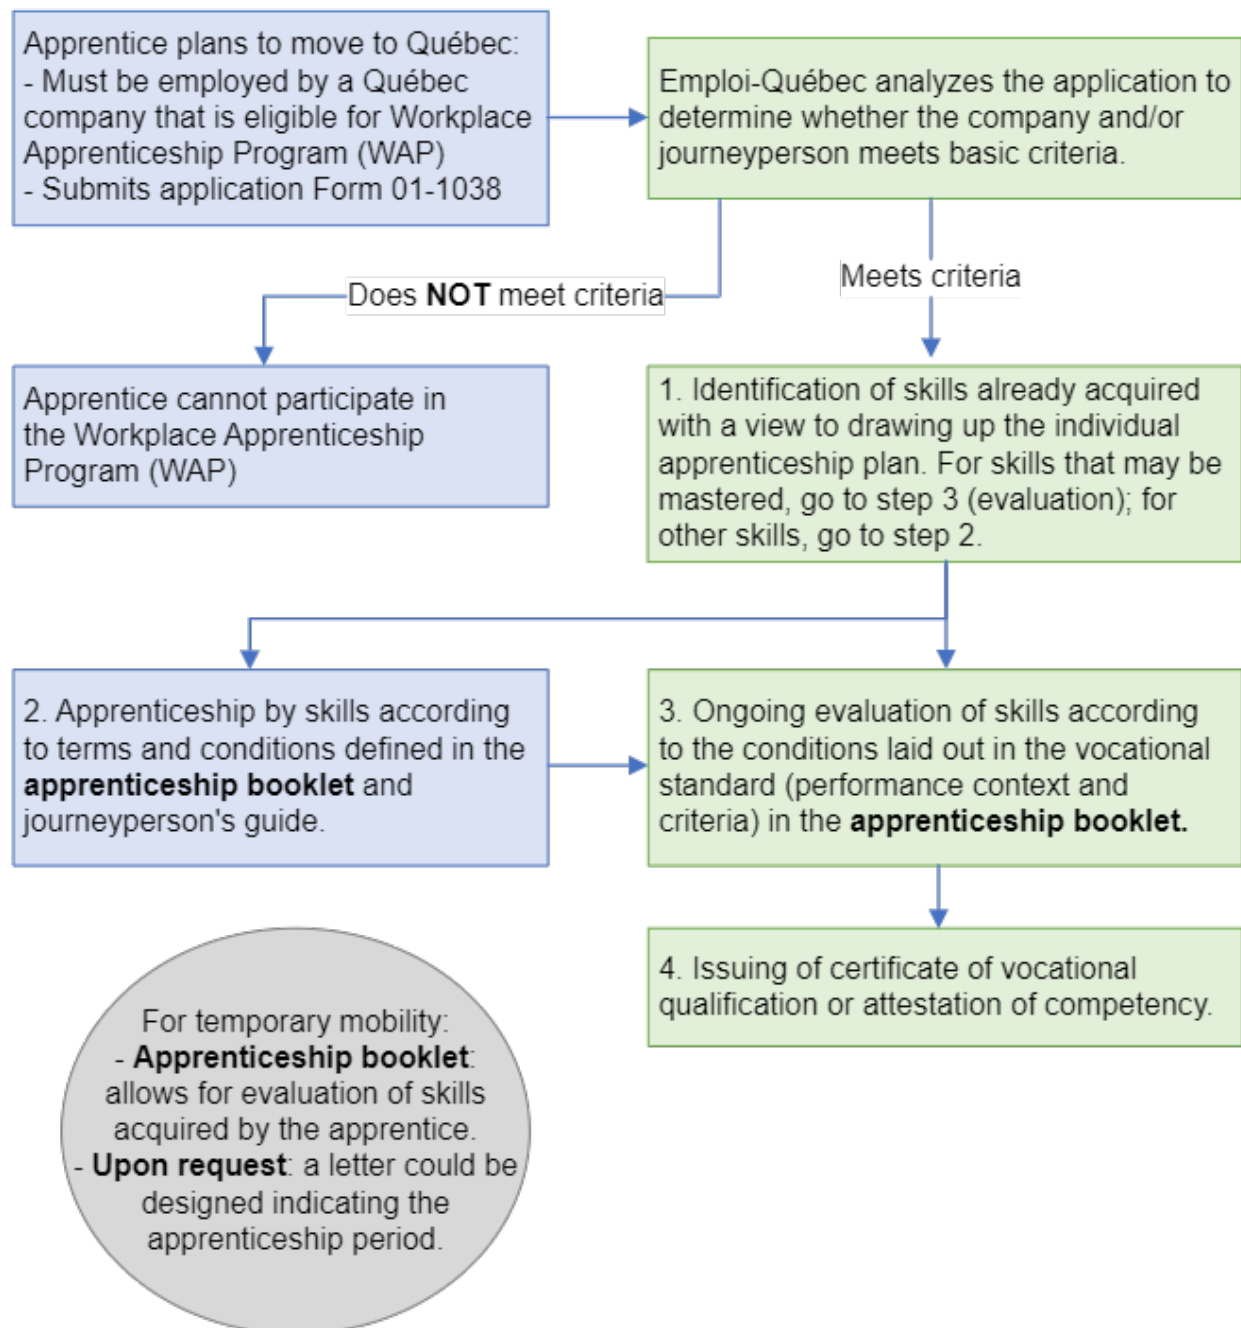 Apprentice plans to move to Québec:
- Must be employed by a Québec
company that is eligible for Workplace
Apprenticeship Program (WAP)
- Submits application Form 01-1038
Emploi-Québec analyzes the application to
determine whether the company and/or
journeyperson meets basic criteria.
Does NOT meet criteria
Meets criteria
Apprentice cannot participate in
the Workplace Apprenticeship
Program (WAP)
1. Identification of skills already acquired
with a view to drawing up the individual
apprenticeship plan. For skills that may be
mastered, go to step 3 (evaluation); for
other skills, go to step 2.
2. Apprenticeship by skills according
to terms and conditions defined in the
apprenticeship booklet and
journeyperson's guide.
3. Ongoing evaluation of skills according
to the conditions laid out in the vocational
standard (performance context and
criteria) in the apprenticeship booklet.
4. Issuing of certificate of vocational
qualification or attestation of competency.
For temporary mobility:
- Apprenticeship booklet:
allows for evaluation of skills
acquired by the apprentice.
- Upon request: a letter could be
designed indicating the
apprenticeship period.